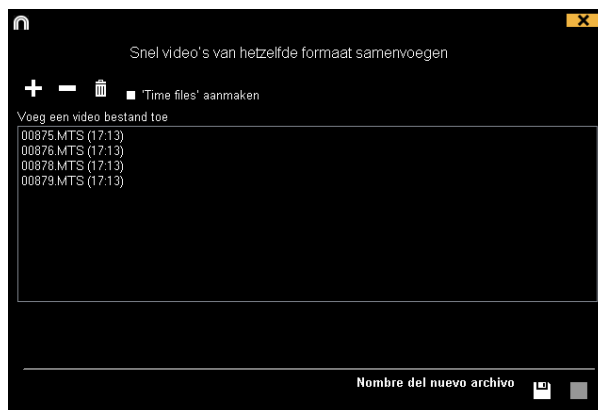 Snel video's van hetzelfde formaat samenvoegen
'Time files' aanmaken
Voeg een video bestand toe
00875.MTS (17:13)
00876.MTS (17:13)
00878.MTS (17:13)
00879.MTS (17:13)
Nombre del nuevo archivo